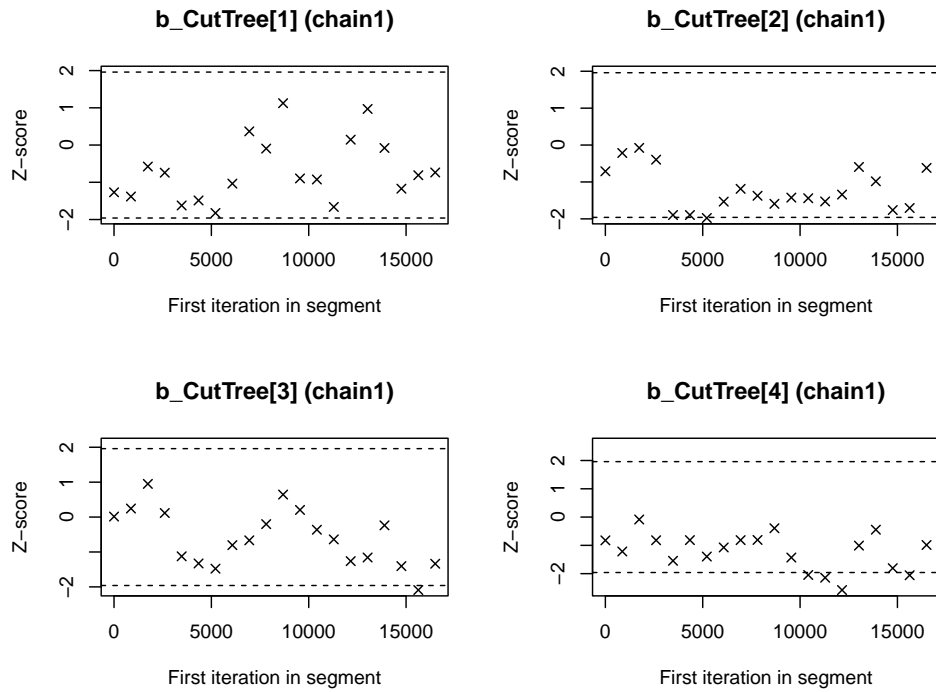 b_CutTree[1] (chain1)
Z−score
2
1
0
−2
0
5000
10000
15000
First iteration in segment
b_CutTree[2] (chain1)
Z−score
2
1
0
−2
0
5000
10000
15000
First iteration in segment
b_CutTree[3] (chain1)
Z−score
2
1
0
−2
0
5000
10000
15000
First iteration in segment
b_CutTree[4] (chain1)
Z−score
2
1
0
−2
0
5000
10000
15000
First iteration in segment